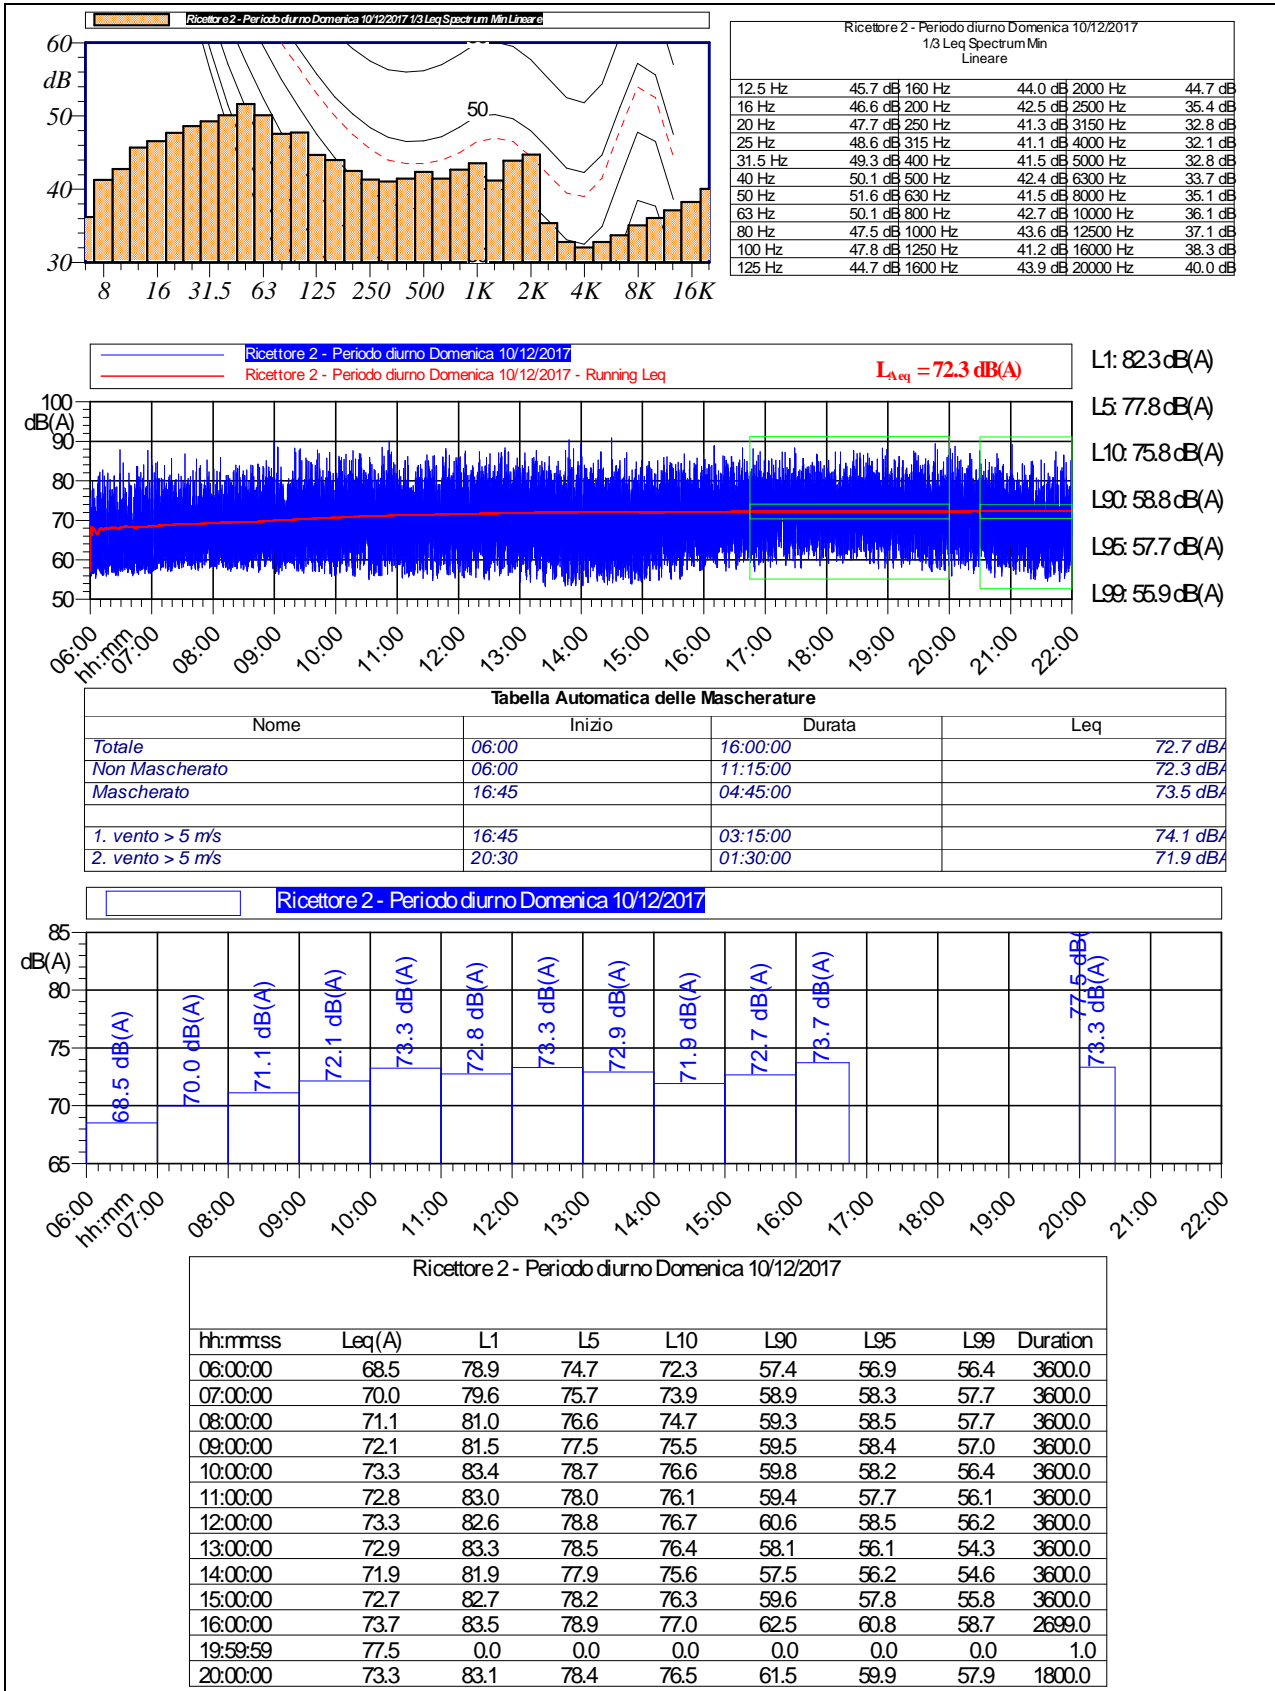 Ricettore 2 - Periodo diurno Domenica 10/12/2017 1/3 Leq Spectrum Min Lineare
60
dB
50
40
30
50
8 16 31.5 63 125 250 500 1K 2K 4K 8K 16K
Ricettore 2 - Periodo diurno Domenica 10/12/2017
1/3 Leq Spectrum Min
Lineare
12.5 Hz 45.7 dB 160 Hz 44.0 dB 2000 Hz 44.7 dB
16 Hz 46.6 dB 200 Hz 42.5 dB 2500 Hz 35.4 dB
20 Hz 47.7 dB 250 Hz 41.3 dB 3150 Hz 32.8 dB
25 Hz 48.6 dB 315 Hz 41.1 dB 4000 Hz 32.1 dB
31.5 Hz 49.3 dB 400 Hz 41.5 dB 5000 Hz 32.8 dB
40 Hz 50.1 dB 500 Hz 42.4 dB 6300 Hz 33.7 dB
50 Hz 51.6 dB 630 Hz 41.5 dB 8000 Hz 35.1 dB
63 Hz 50.1 dB 800 Hz 42.7 dB 10000 Hz 36.1 dB
80 Hz 47.5 dB 1000 Hz 43.6 dB 12500 Hz 37.1 dB
100 Hz 47.8 dB 1250 Hz 41.2 dB 16000 Hz 38.3 dB
125 Hz 44.7 dB 1600 Hz 43.9 dB 20000 Hz 40.0 dB
Ricettore 2 - Periodo diurno Domenica 10/12/2017
Ricettore 2 - Periodo diurno Domenica 10/12/2017 - Running Leq
LAeq = 72.3 dB(A)
L1: 82.3 dB(A)
L5: 77.8 dB(A)
L10: 75.8 dB(A)
L90: 58.8 dB(A)
L95: 57.7 dB(A)
L99: 55.9 dB(A)
100
dB(A)
90
80
70
60
50
06:00 07:00 08:00 09:00 10:00 11:00 12:00 13:00 14:00 15:00 16:00 17:00 18:00 19:00 20:00 21:00 22:00
hh:mm
Tabella Automatica delle Mascherature
Nome Inizio Durata Leq
Totale 06:00 16:00:00 72.7 dBA
Non Mascherato 06:00 11:15:00 72.3 dBA
Mascherato 16:45 04:45:00 73.5 dBA
1. vento > 5 m/s 16:45 03:15:00 74.1 dBA
2. vento > 5 m/s 20:30 01:30:00 71.9 dBA
Ricettore 2 - Periodo diurno Domenica 10/12/2017
85
dB(A)
80
75
70
65
68.5 dB(A)
70.0 dB(A)
71.1 dB(A)
72.1 dB(A)
73.3 dB(A)
72.8 dB(A)
73.3 dB(A)
72.9 dB(A)
71.9 dB(A)
72.7 dB(A)
73.7 dB(A)
77.5 dB(
73.3 dB(A)
06:00 07:00 08:00 09:00 10:00 11:00 12:00 13:00 14:00 15:00 16:00 17:00 18:00 19:00 20:00 21:00 22:00
hh:mm
Ricettore 2 - Periodo diurno Domenica 10/12/2017
hh:mm:ss Leq(A) L1 L5 L10 L90 L95 L99 Duration
06:00:00 68.5 78.9 74.7 72.3 57.4 56.9 56.4 3600.0
07:00:00 70.0 79.6 75.7 73.9 58.9 58.3 57.7 3600.0
08:00:00 71.1 81.0 76.6 74.7 59.3 58.5 57.7 3600.0
09:00:00 72.1 81.5 77.5 75.5 59.5 58.4 57.0 3600.0
10:00:00 73.3 83.4 78.7 76.6 59.8 58.2 56.4 3600.0
11:00:00 72.8 83.0 78.0 76.1 59.4 57.7 56.1 3600.0
12:00:00 73.3 82.6 78.8 76.7 60.6 58.5 56.2 3600.0
13:00:00 72.9 83.3 78.5 76.4 58.1 56.1 54.3 3600.0
14:00:00 71.9 81.9 77.9 75.6 57.5 56.2 54.6 3600.0
15:00:00 72.7 82.7 78.2 76.3 59.6 57.8 55.8 3600.0
16:00:00 73.7 83.5 78.9 77.0 62.5 60.8 58.7 2699.0
19:59:59 77.5 0.0 0.0 0.0 0.0 0.0 0.0 1.0
20:00:00 73.3 83.1 78.4 76.5 61.5 59.9 57.9 1800.0